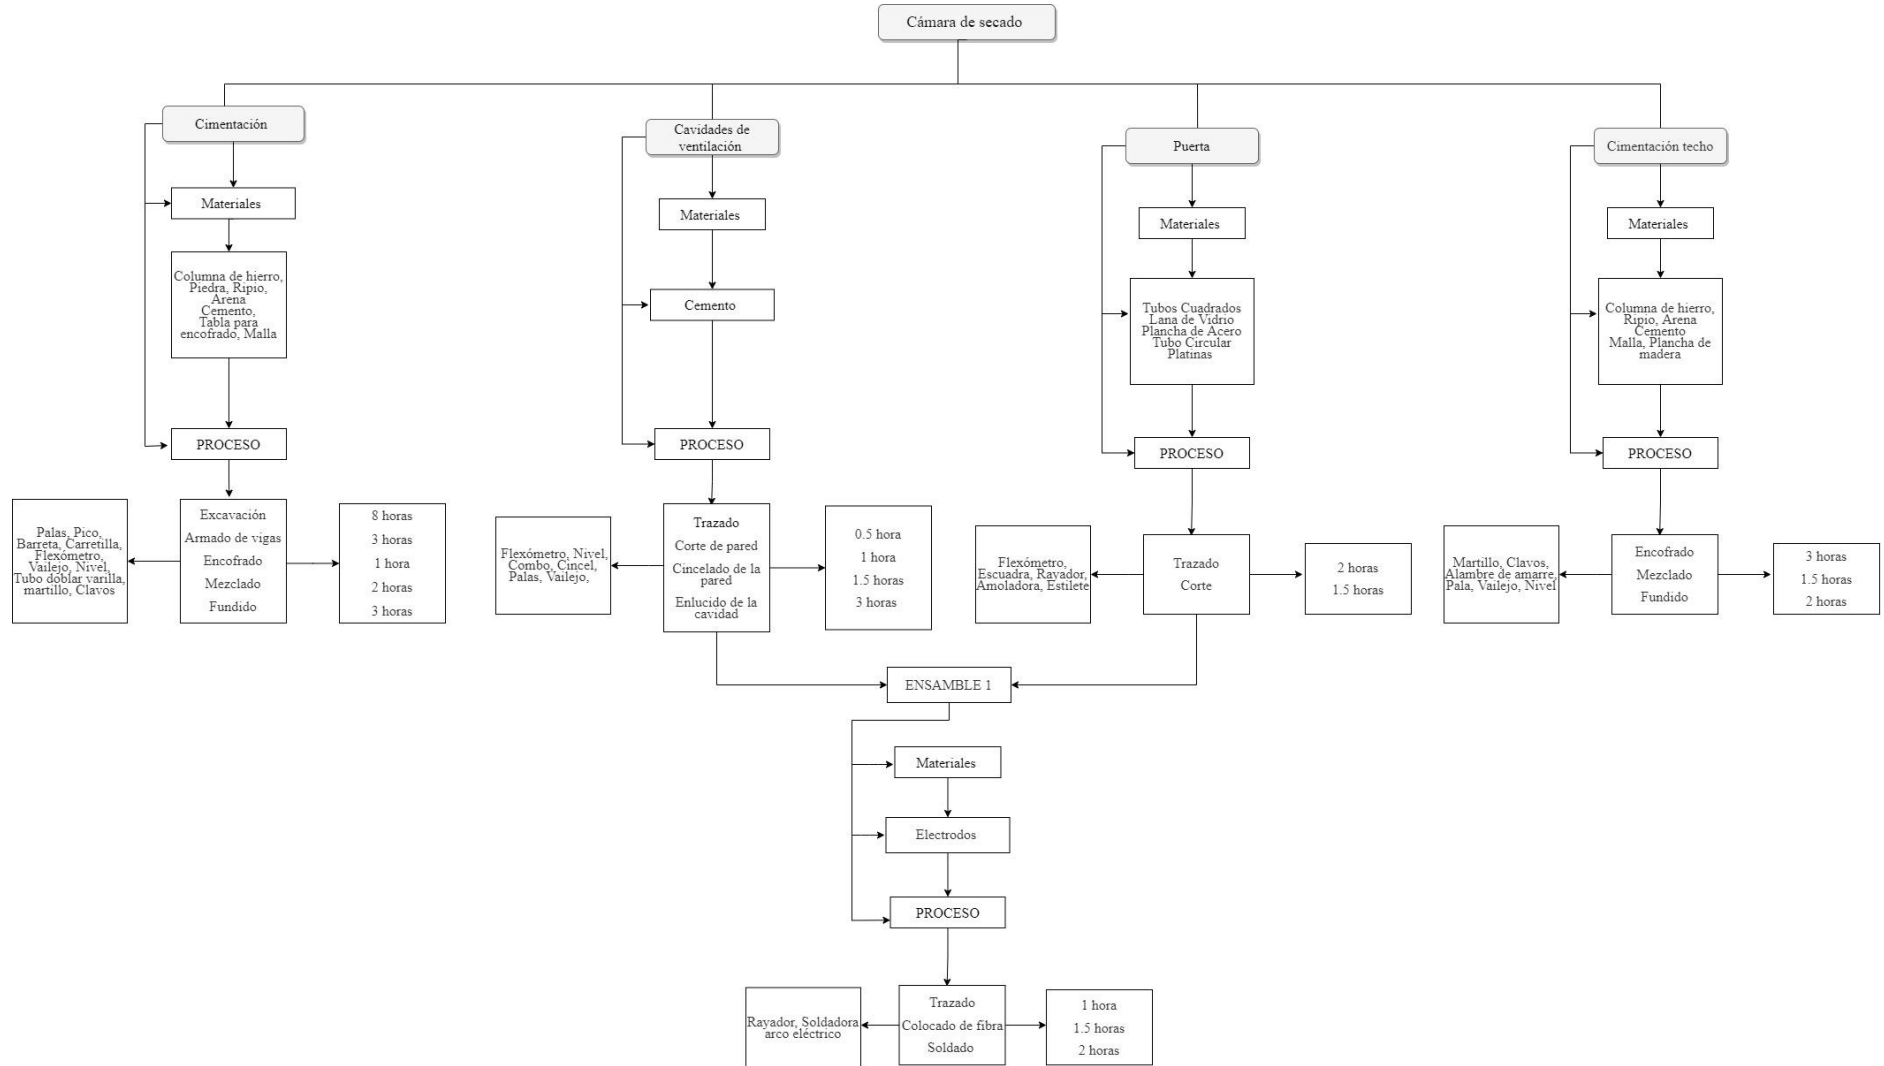 Cámara de secado
Cimentación
Materiales
Columna de hierro,
Piedra, Ripio,
Arena
Cemento,
Tabla para
encofrado, Malla
PROCESO
Palas, Pico,
Barreta, Carretilla,
Flexómetro,
Vailejo, Nivel,
Tubo doblar varilla,
martillo, Clavos
Excavación
Armado de vigas
Encofrado
Mezclado
Fundido
8 horas
3 horas
1 hora
2 horas
3 horas
Cavidades de
ventilación
Materiales
Cemento
PROCESO
Flexómetro, Nivel,
Combo, Cincel,
Palas, Vailejo,
Trazado
Corte de pared
Cincelado de la
pared
Enlucido de la
cavidad
0.5 hora
1 hora
1.5 horas
3 horas
Puerta
Materiales
Tubos Cuadrados
Lana de Vidrio
Plancha de Acero
Tubo Circular
Platinas
PROCESO
Flexómetro,
Escuadra, Rayador,
Amoladora, Estilete
Trazado
Corte
2 horas
1.5 horas
Cimentación techo
Materiales
Columna de hierro,
Ripio, Arena
Cemento
Malla, Plancha de
madera
PROCESO
Martillo, Clavos,
Alambre de amarre,
Pala, Vailejo, Nivel
Encofrado
Mezclado
Fundido
3 horas
1.5 horas
2 horas
ENSAMBLE 1
Materiales
Electrodos
PROCESO
Rayador, Soldadora
arco eléctrico
Trazado
Colocado de fibra
Soldado
1 hora
1.5 horas
2 horas